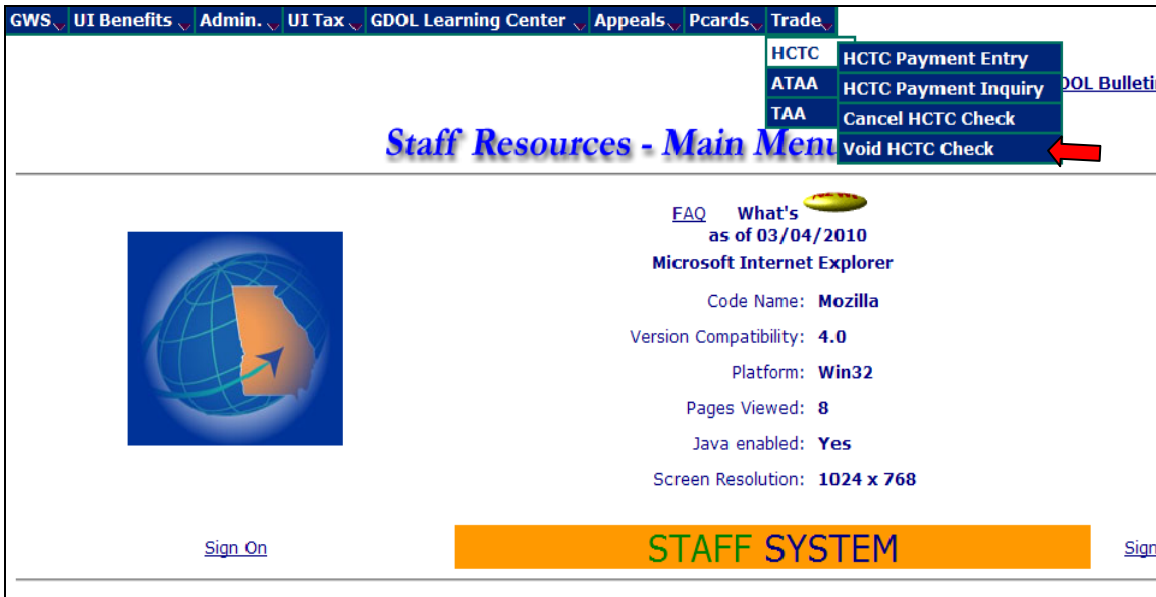 GWS UI Benefits Admin. UI Tax GDOL Learning Center Appeals Pcards Trade
HCTC HCTC Payment Entry
ATAA HCTC Payment Inquiry
TAA Cancel HCTC Check
Void HCTC Check
OOL Bulleti
Staff Resources - Main Menu
FAQ What's
as of 03/04/2010
Microsoft Internet Explorer
Code Name: Mozilla
Version Compatibility: 4.0
Platform: Win32
Pages Viewed: 8
Java enabled: Yes
Screen Resolution: 1024 x 768
Sign On
STAFF SYSTEM
Sign